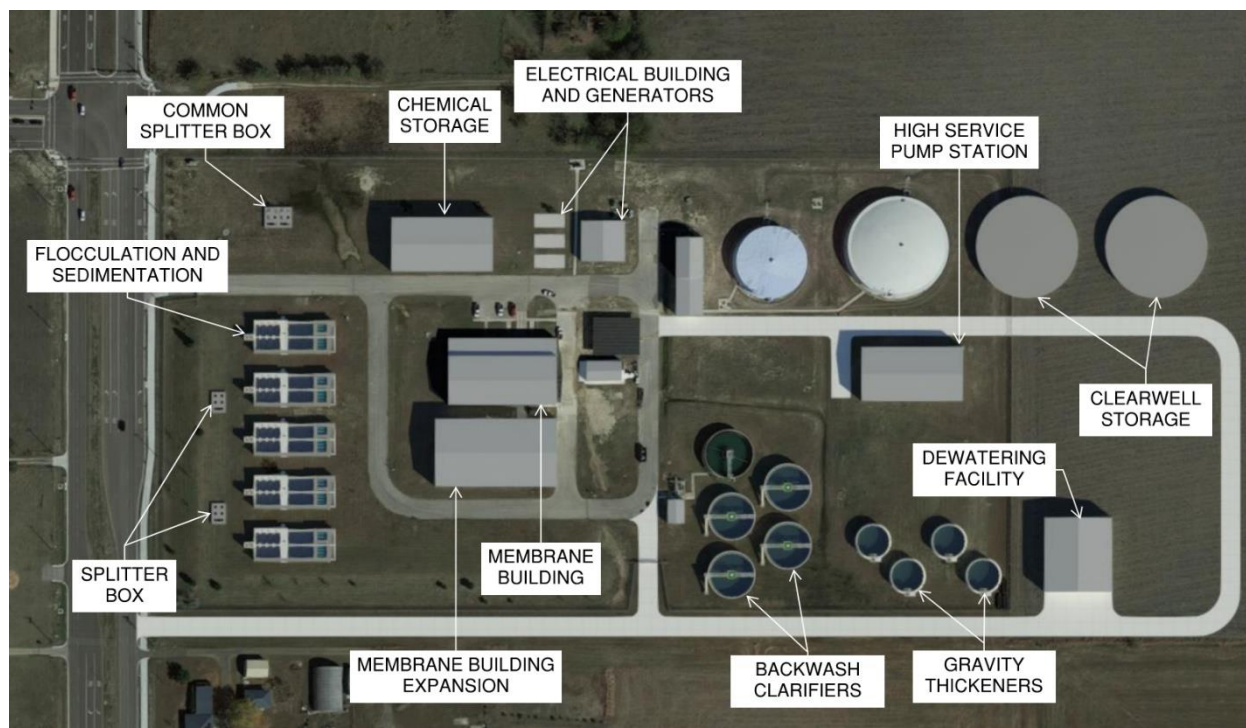 ELECTRICAL BUILDING
AND GENERATORS
COMMON
SPLITTER BOX
CHEMICAL
STORAGE
HIGH SERVICE
PUMP STATION
FLOCCULATION AND
SEDIMENTATION
CLEARWELL
STORAGE
DEWATERING
FACILITY
SPLITTER
BOX
MEMBRANE
BUILDING
MEMBRANE BUILDING
EXPANSION
BACKWASH
CLARIFIERS
GRAVITY
THICKENERS